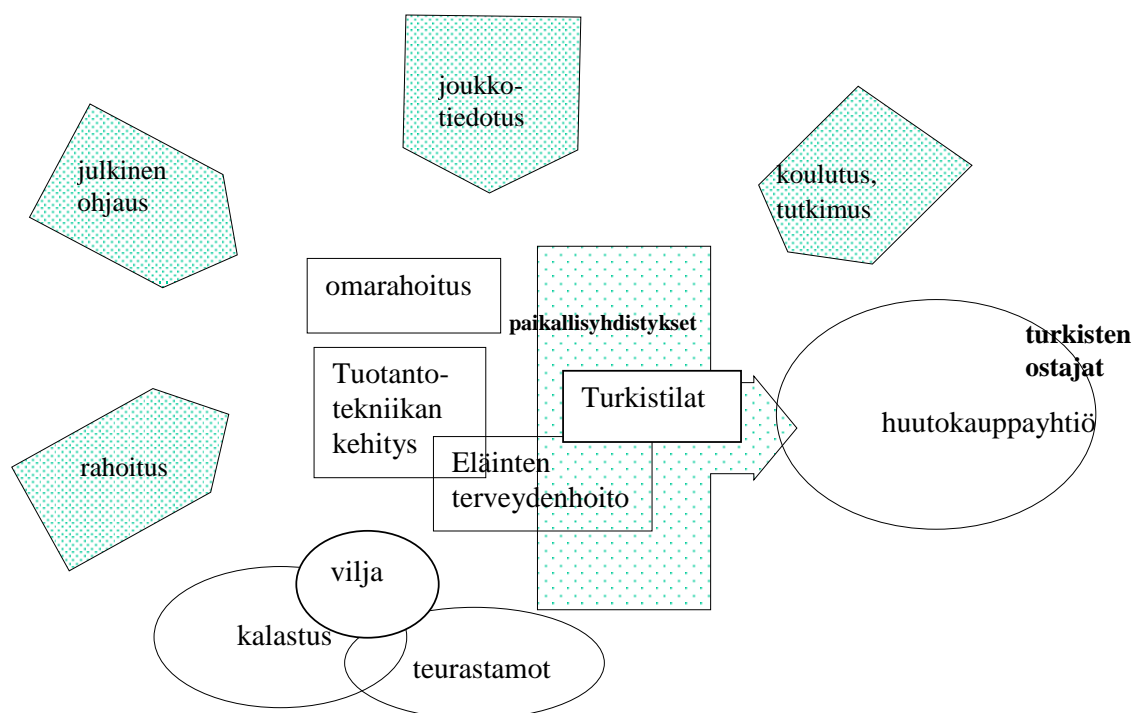 joukko-
tiedotus
julkinen
ohjaus
koulutus,
tutkimus
omarahoitus
paikallisyhdistykset
turkisten
ostajat
Tuotanto-
tekniikan
kehitys
Turkistilat
huutokauppayhtiö
rahoitus
Eläinten
terveydenhoito
vilja
kalastus
teurastamot